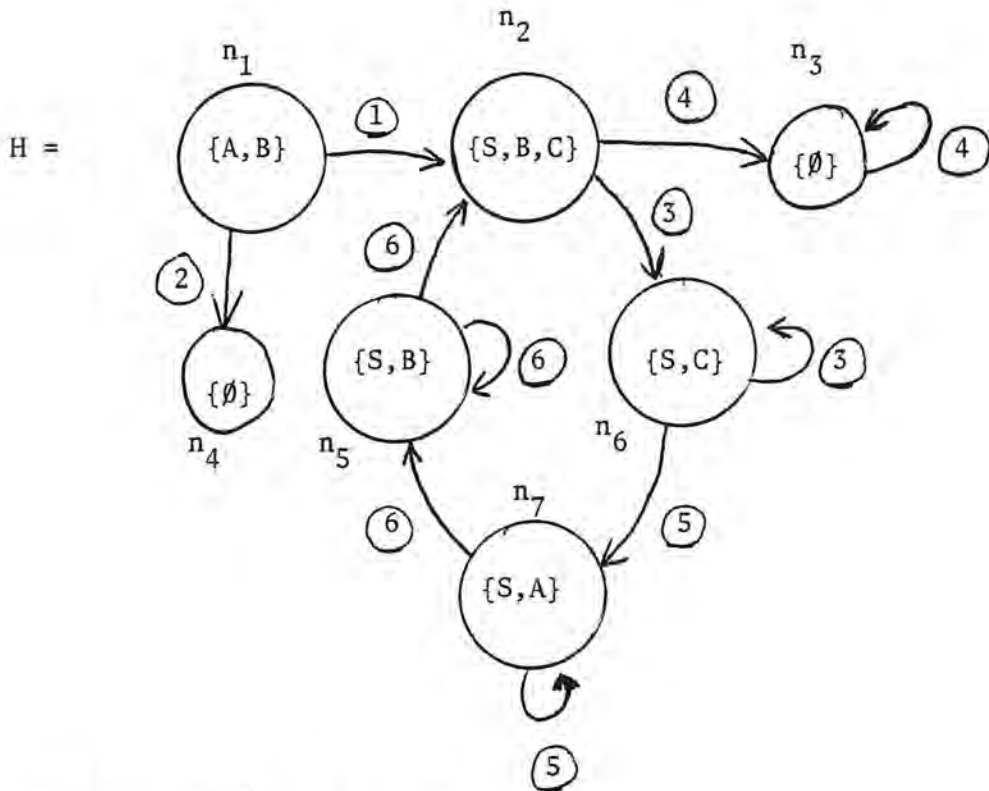 n₂
n₁ n₃
① ④
H = {A,B} {S,B,C} {Ø} ④
③
② ⑥
{S,B} ⑥ {S,C} ③
{Ø}
n₄ n₅ n₆
n₇
⑥ ⑤
{S,A}
⑤